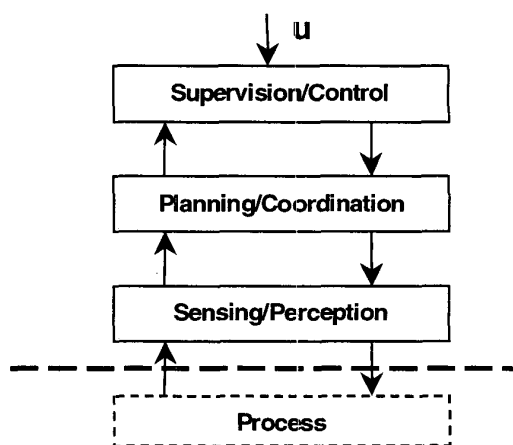 u
Supervision/Control
Planning/Coordination
Sensing/Perception
Process